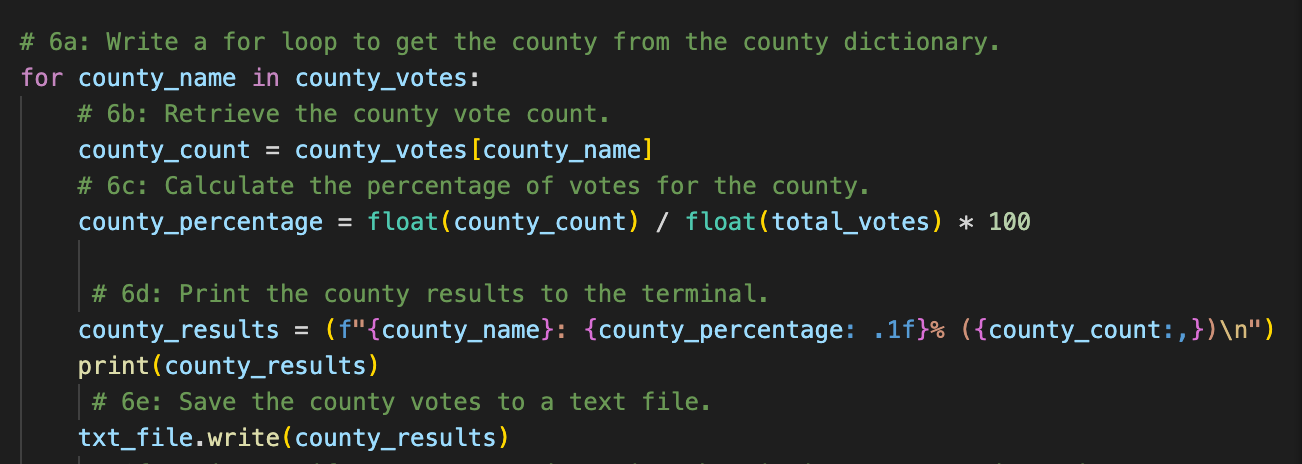 # 6a: Write a for loop to get the county from the county dictionary.
for county_name in county_votes:
# 6b: Retrieve the county vote count.
county_count = county_votes[county_name]
# 6c: Calculate the percentage of votes for the county.
county_percentage = float(county_count) / float(total_votes) * 100
# 6d: Print the county results to the terminal.
county_results = (f"{county_name}: {county_percentage: .1f}% ({county_count:,})\n")
print(county_results)
# 6e: Save the county votes to a text file.
txt_file.write(county_results)